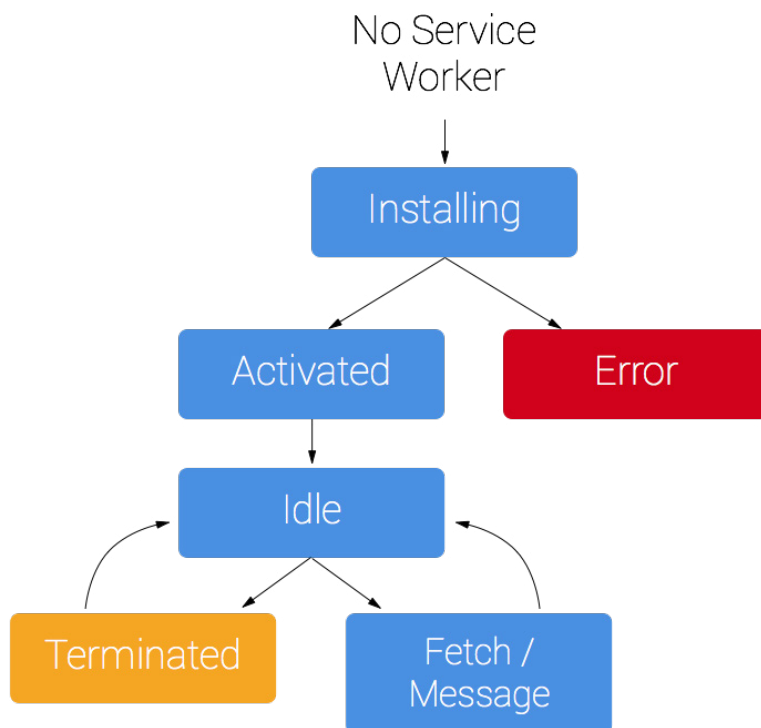 No Service
Worker
Installing
Activated
Error
Idle
Terminated
Fetch /
Message